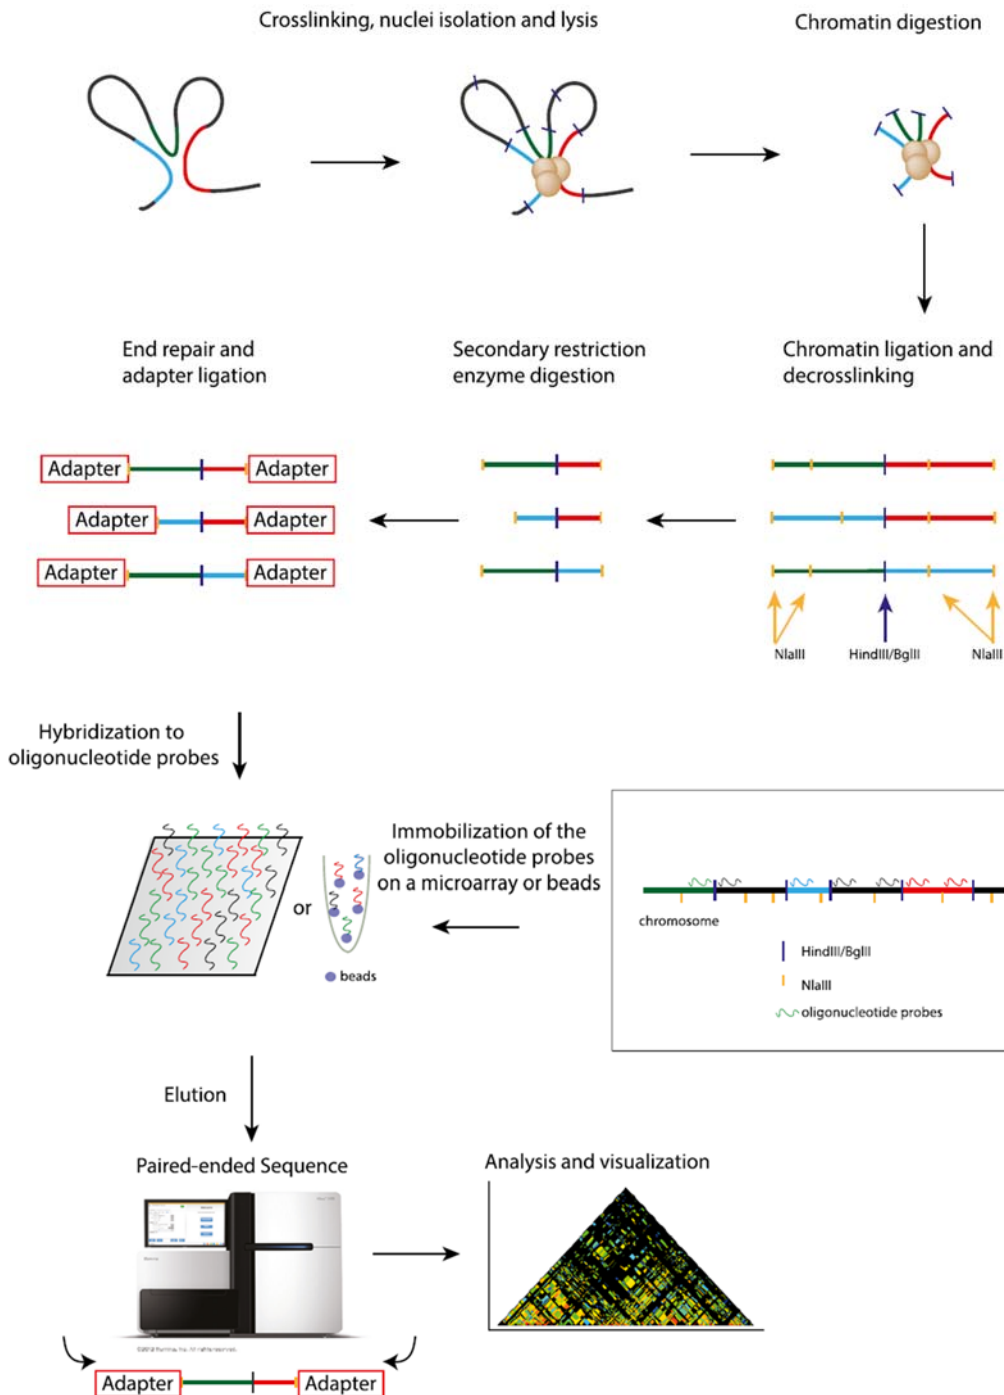 Crosslinking, nuclei isolation and lysis
Chromatin digestion
End repair and
adapter ligation
Secondary restriction
enzyme digestion
Chromatin ligation and
decrosslinking
Adapter
Adapter
Adapter
Adapter
Adapter
Adapter
NlaIII
HindIII/BglII
NlaIII
Hybridization to
oligonucleotide probes
Immobilization of the
oligonucleotide probes
on a microarray or beads
or
beads
chromosome
HindIII/BglII
NlaIII
oligonucleotide probes
Elution
Paired-ended Sequence
Analysis and visualization
Adapter
Adapter